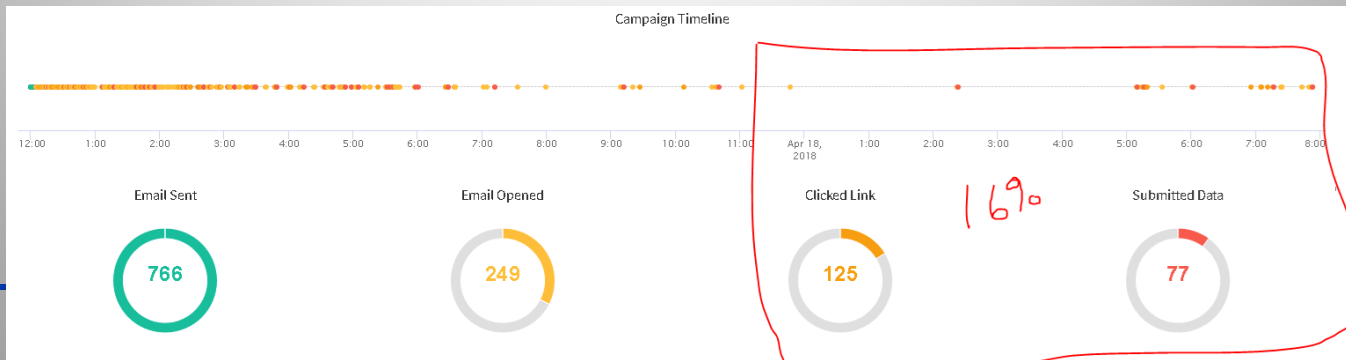 Campaign Timeline
12:00 1:00 2:00 3:00 4:00 5:00 6:00 7:00 8:00 9:00 10:00 11:00 Apr 18, 1:00 2:00 3:00 4:00 5:00 6:00 7:00 8:00
2018
Email Sent Email Opened Clicked Link Submitted Data
16%
766 249 125 77